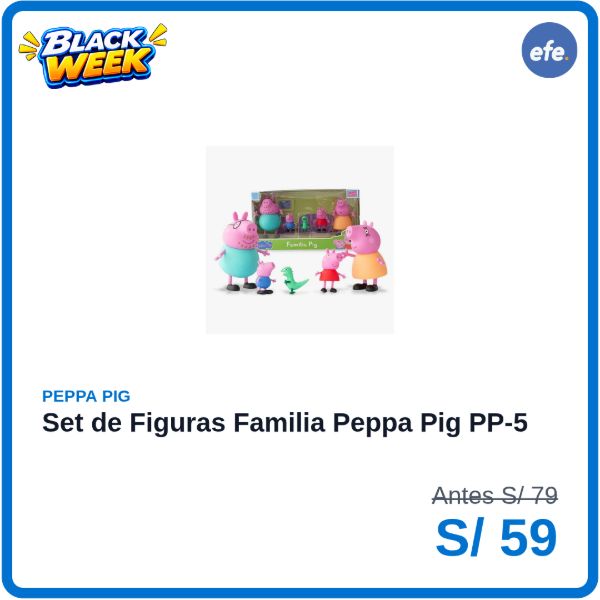 BLACK
WEEK
efe.
Familia Pig
PEPPA PIG
Set de Figuras Familia Peppa Pig PP-5
Antes S/ 79
S/ 59